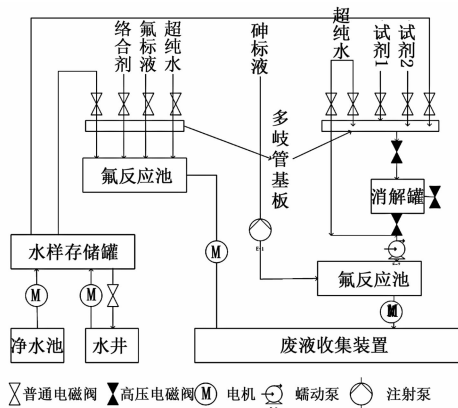 络合剂
氟标液
超纯水
砷标液
超纯水
试剂1
试剂2
多歧管基板
氟反应池
消解罐
水样存储罐
M
M
M
氟反应池
M
净水池
水井
废液收集装置
普通电磁阀
高压电磁阀
M
电机
蠕动泵
注射泵